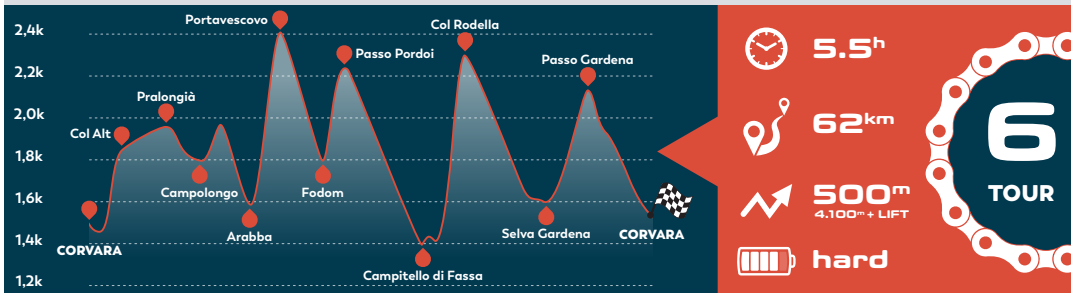 2,4k
2,2k
2,0k
1,8k
1,6k
1,4k
1,2k
CORVARA
Col Alt
Pralongià
Campolongo
Arabba
Portavescovo
Fodom
Passo Pordoi
Campitello di Fassa
Col Rodella
Selva Gardena
Passo Gardena
CORVARA
5.5h
62km
500m
4.100m + LIFT
hard
6
TOUR